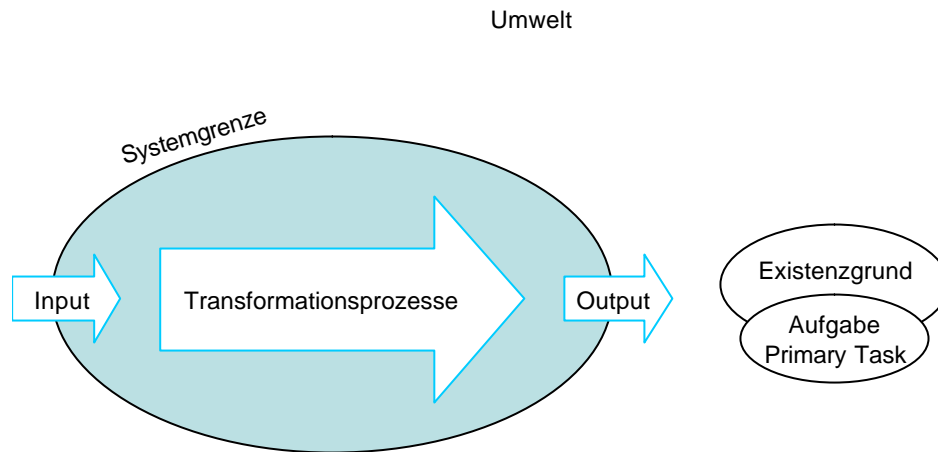 Umwelt
Systemgrenze
Input
Transformationsprozesse
Output
Existenzgrund
Aufgabe
Primary Task